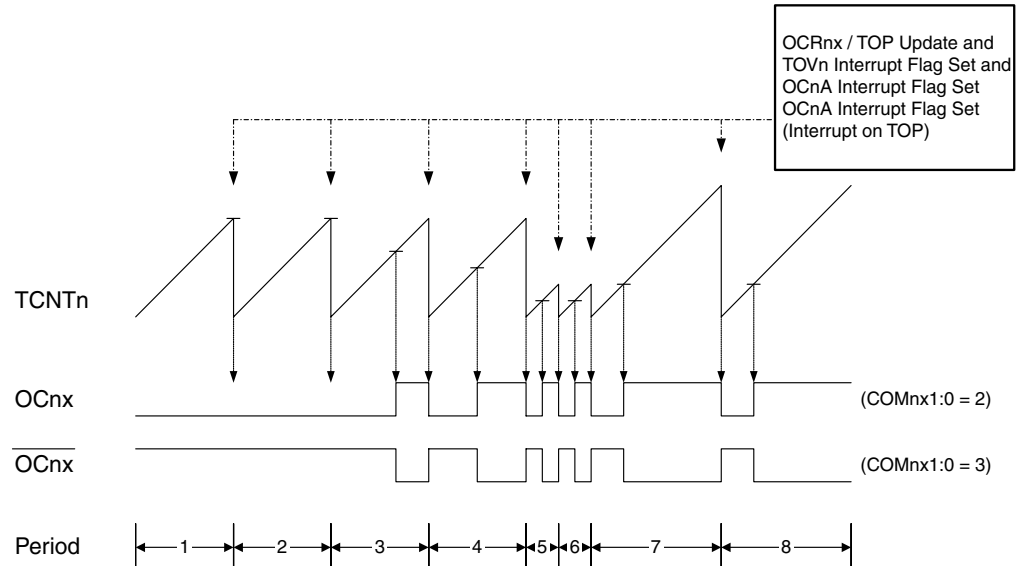 OCRnx / TOP Update and
TOVn Interrupt Flag Set and
OCnA Interrupt Flag Set
OCnA Interrupt Flag Set
(Interrupt on TOP)
TCNTn
OCnx
(COMnx1:0 = 2)
OCnx
(COMnx1:0 = 3)
Period
1 2 3 4 5 6 7 8